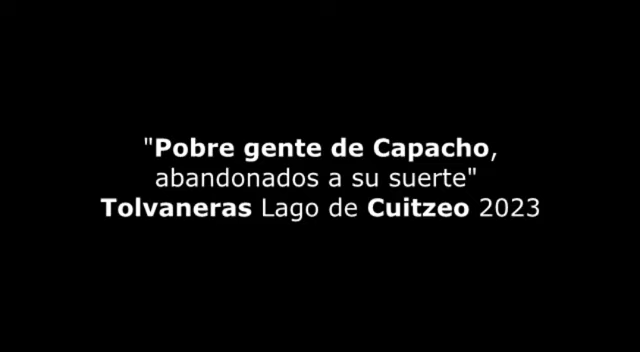 "Pobre gente de Capacho,
abandonados a su suerte"
Tolvaneras Lago de Cuitzeo 2023